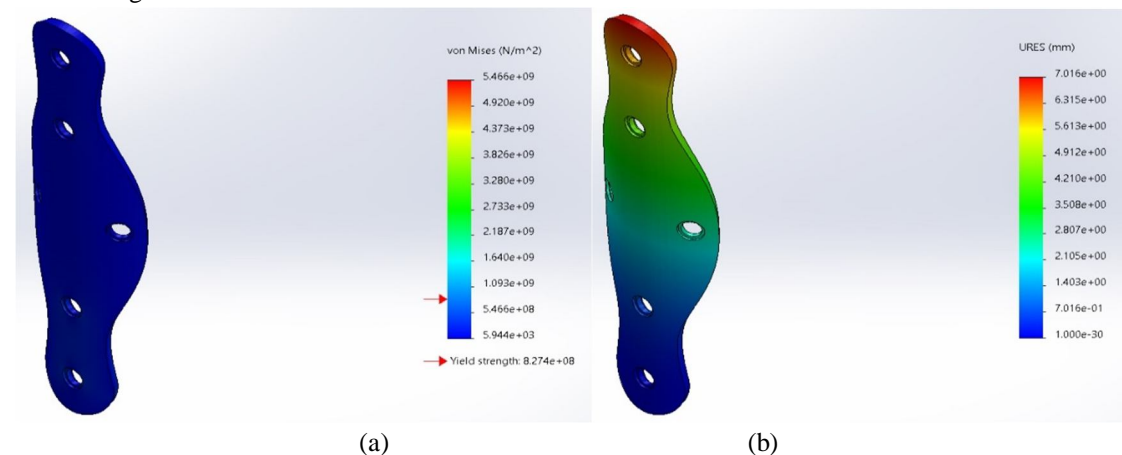 von Mises (N/m^2)
5.466e+09
4.920e+09
4.373e+09
3.826e+09
3.280e+09
2.733e+09
2.187e+09
1.640e+09
1.093e+09
5.466e+08
5.944e+03
Yield strength: 8.274e+08
URES (mm)
7.016e+00
6.315e+00
5.613e+00
4.912e+00
4.210e+00
3.508e+00
2.807e+00
2.105e+00
1.403e+00
7.016e-01
1.000e-30
(a)
(b)